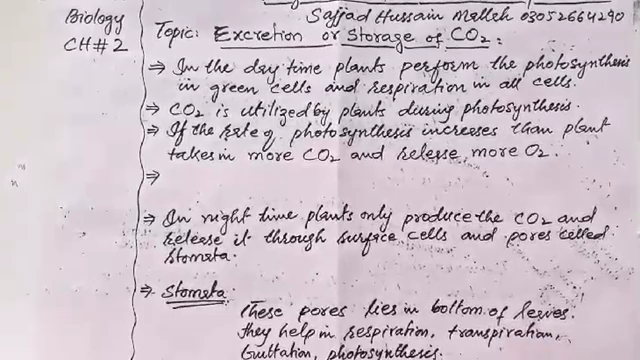 Biology
CH#2
Sajjad Hussain Mallah 03052664290
Topic: Excretion or Storage of CO2:
⇒ In the day time plants perform the photosynthesis
in green cells and respiration in all cells.
⇒ CO2 is utilized by plants during photosynthesis.
⇒ If the rate of photosynthesis increases than plant
takes in more CO2 and release more O2.
⇒
⇒ In night time plants only produce the CO2 and
release it through surface cells and pores called
Stomata.
⇒ Stomata:
These pores lies in bottom of leaves.
They help in respiration, transpiration,
Guttation, photosynthesis.